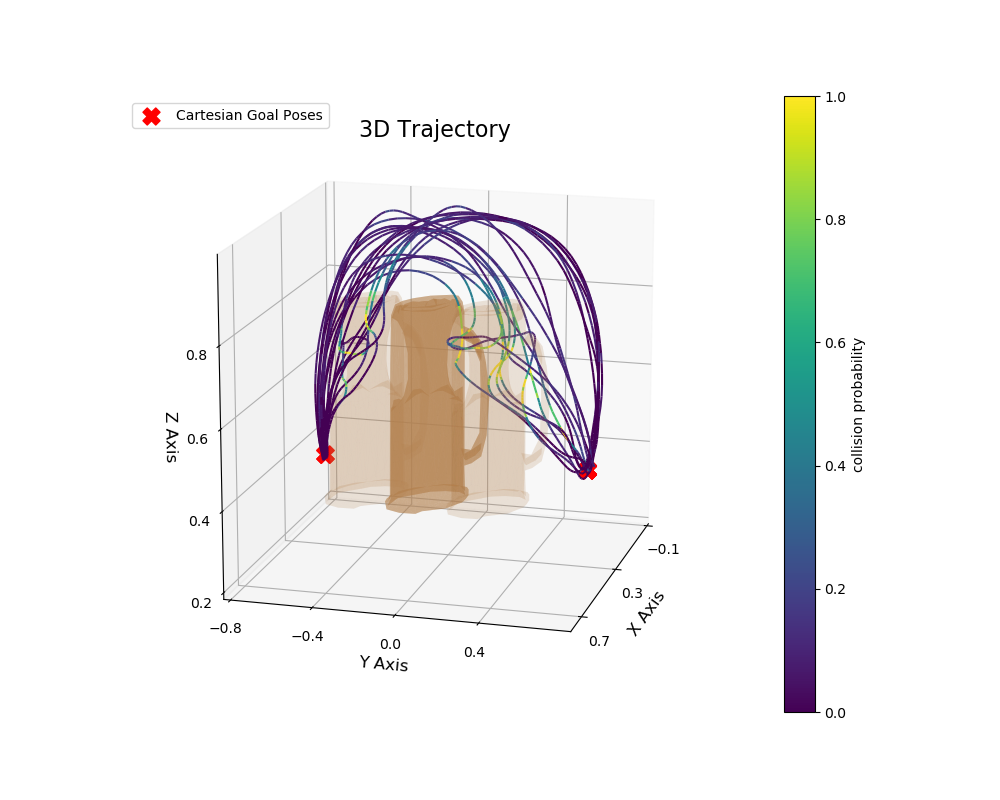 Cartesian Goal Poses
3D Trajectory
1.0
0.8
0.6
0.4
0.2
0.0
collision probability
0.8
0.6
0.4
0.2
Z Axis
−0.8
−0.4
0.0
0.4
Y Axis
−0.1
0.3
0.7
X Axis